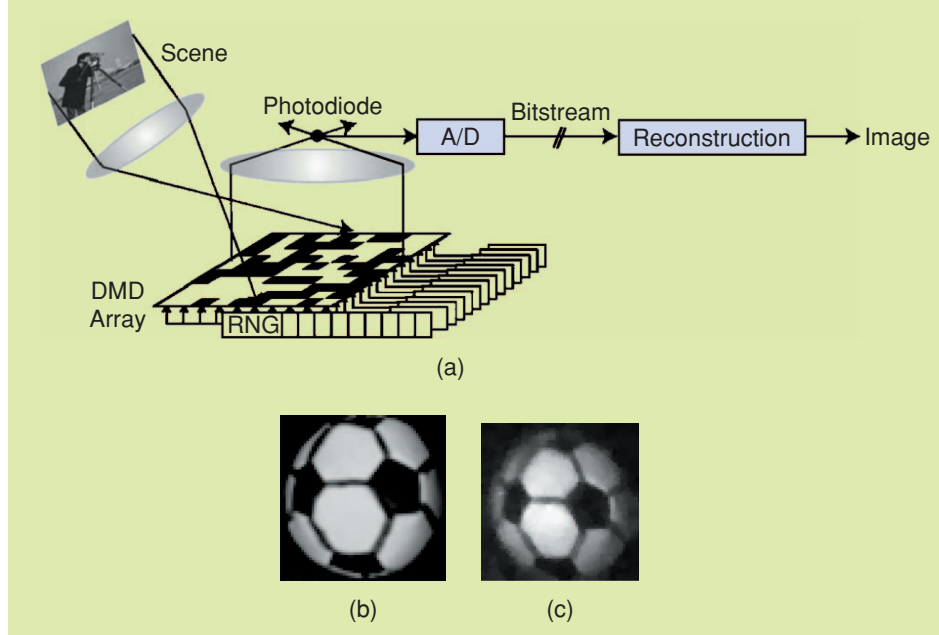 Scene
Photodiode
Bitstream
A/D
Reconstruction
Image
DMD
Array
RNG
(a)
(b)
(c)